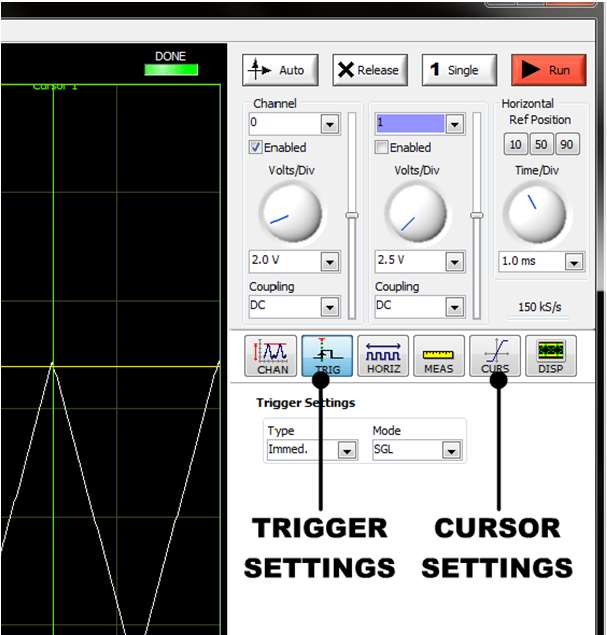 DONE
Cursor 1
Auto
Release
1 Single
Run
Channel
0
Enabled
Volts/Div
2.0 V
Coupling
DC
1
Enabled
Volts/Div
2.5 V
Coupling
DC
Horizontal
Ref Position
10 50 90
Time/Div
1.0 ms
150 kS/s
CHAN TRIG HORIZ MEAS CURS DISP
Trigger Settings
Type Mode
Immed. SGL
TRIGGER
SETTINGS
CURSOR
SETTINGS